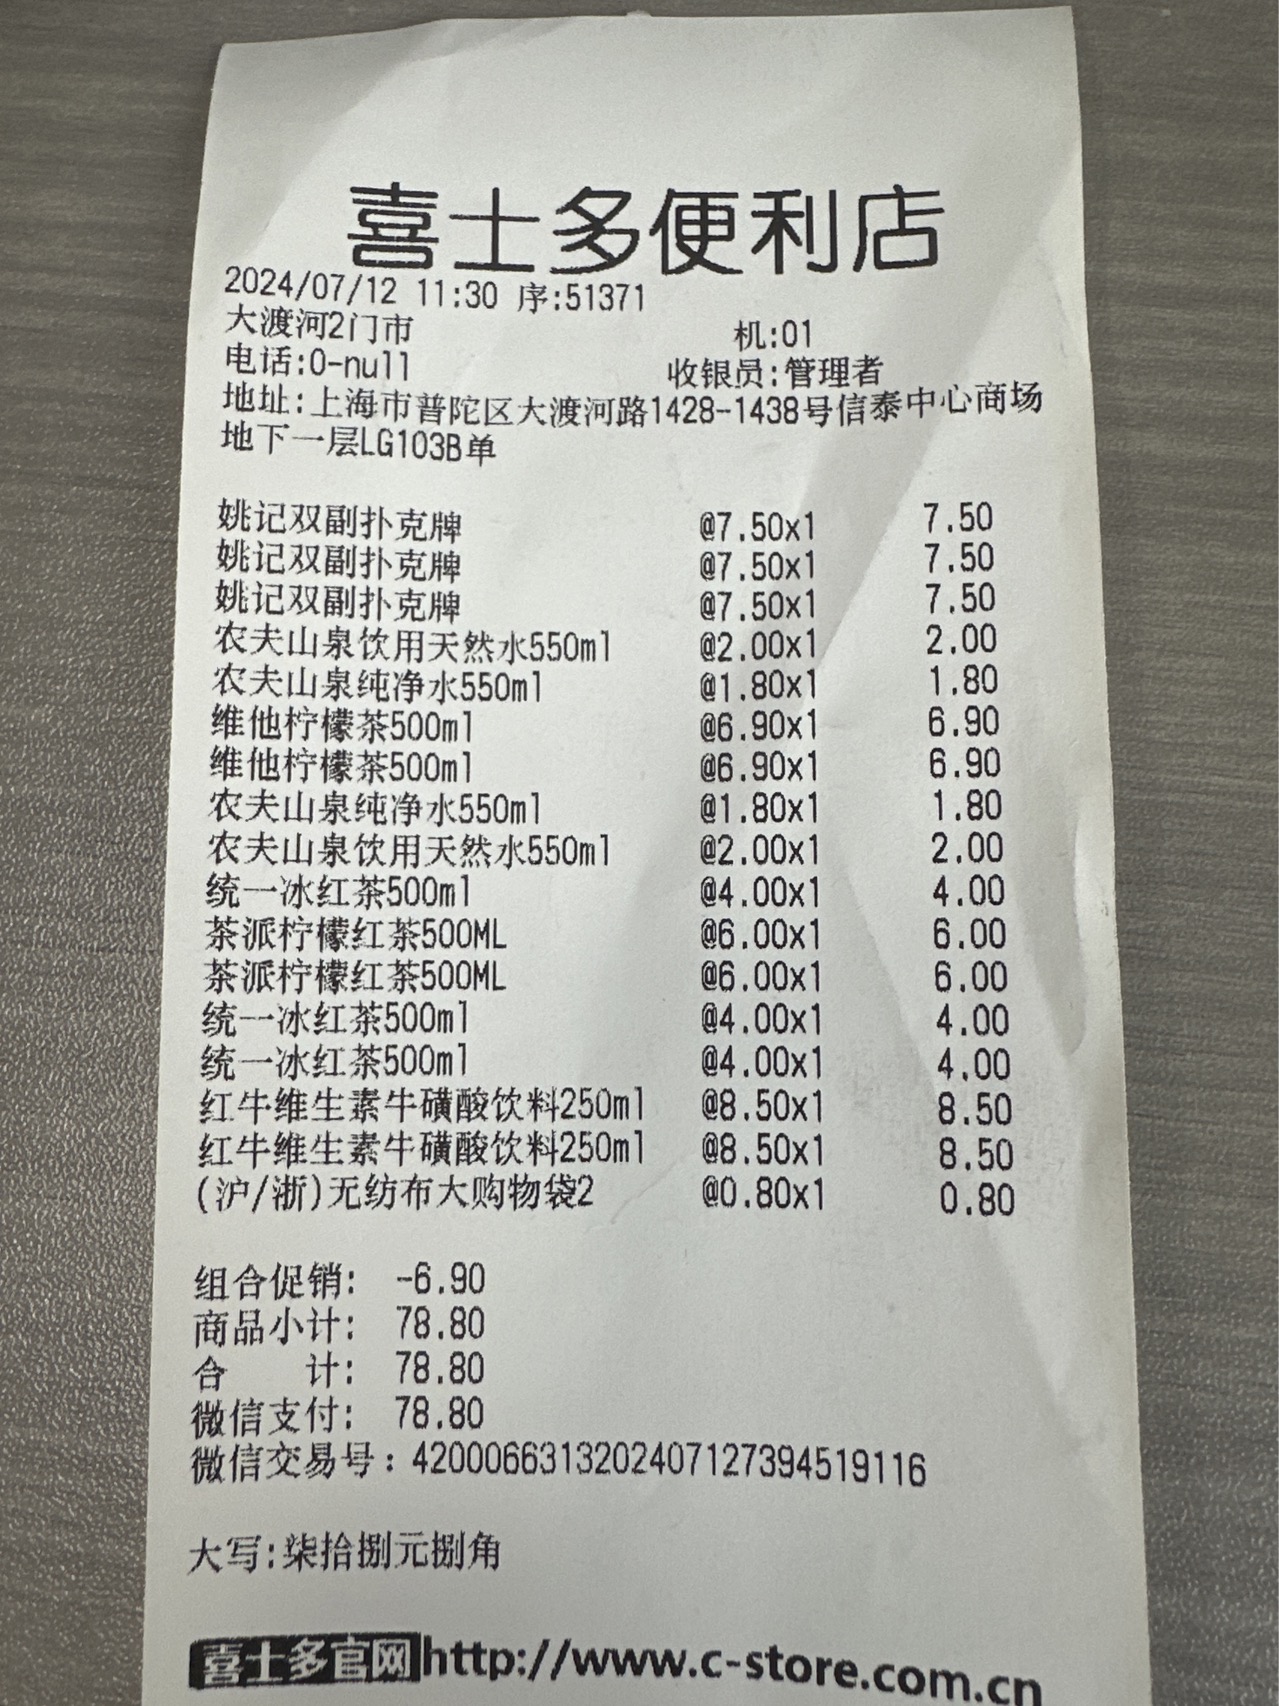 喜士多便利店
2024/07/12 11:30 序:51371
大渡河2门市 机:01
电话:0-null 收银员:管理者
地址:上海市普陀区大渡河路1428-1438号信泰中心商场
地下一层LG103B单
姚记双副扑克牌 @7.50x1 7.50
姚记双副扑克牌 @7.50x1 7.50
姚记双副扑克牌 @7.50x1 7.50
农夫山泉饮用天然水550ml @2.00x1 2.00
农夫山泉纯净水550ml @1.80x1 1.80
维他柠檬茶500ml @6.90x1 6.90
维他柠檬茶500ml @6.90x1 6.90
农夫山泉纯净水550ml @1.80x1 1.80
农夫山泉饮用天然水550ml @2.00x1 2.00
统一冰红茶500ml @4.00x1 4.00
茶派柠檬红茶500ML @6.00x1 6.00
茶派柠檬红茶500ML @6.00x1 6.00
统一冰红茶500ml @4.00x1 4.00
统一冰红茶500ml @4.00x1 4.00
红牛维生素牛磺酸饮料250ml @8.50x1 8.50
红牛维生素牛磺酸饮料250ml @8.50x1 8.50
(沪/浙)无纺布大购物袋2 @0.80x1 0.80
组合促销: -6.90
商品小计: 78.80
合 计: 78.80
微信支付: 78.80
微信交易号: 4200066313202407127394519116
大写:柒拾捌元捌角
喜士多官网http://www.c-store.com.cn